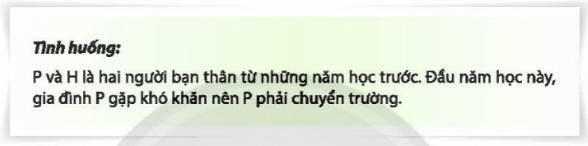 Tình huống:
P và H là hai người bạn thân từ những năm học trước. Đầu năm học này,
gia đình P gặp khó khăn nên P phải chuyển trường.